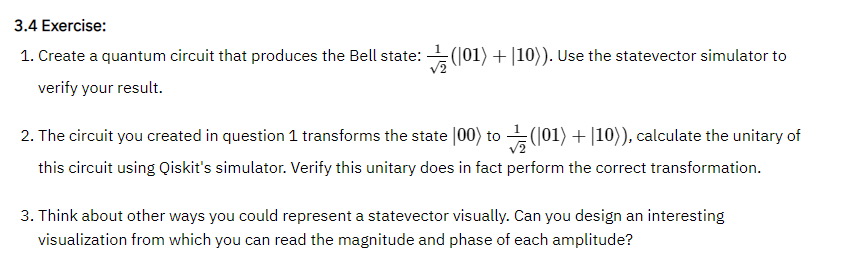 3.4 Exercise:
1. Create a quantum circuit that produces the Bell state: $\frac{1}{\sqrt{2}}(|01\rangle + |10\rangle)$. Use the statevector simulator to
verify your result.
2. The circuit you created in question 1 transforms the state $|00\rangle$ to $\frac{1}{\sqrt{2}}(|01\rangle + |10\rangle)$, calculate the unitary of
this circuit using Qiskit's simulator. Verify this unitary does in fact perform the correct transformation.
3. Think about other ways you could represent a statevector visually. Can you design an interesting
visualization from which you can read the magnitude and phase of each amplitude?